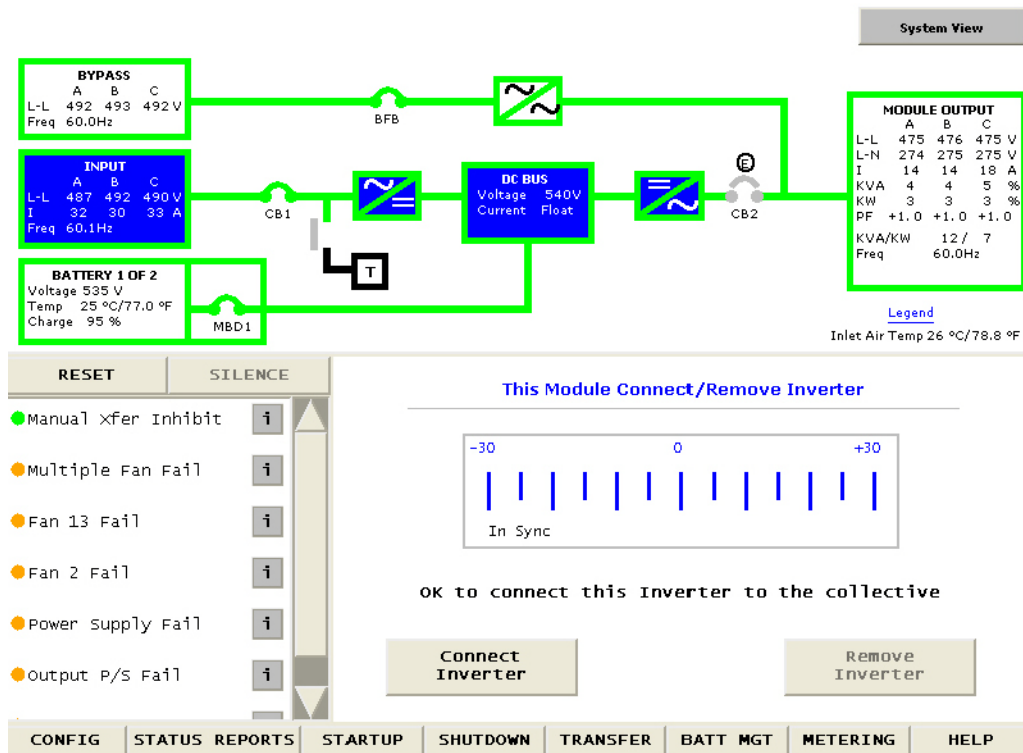 System View
BYPASS
A B C
L-L 492 493 492 V
Freq 60.0Hz
BFB
INPUT
A B C
L-L 487 492 490 V
I 32 30 33 A
Freq 60.1Hz
CB1
T
DC BUS
Voltage 540V
Current Float
E
CB2
BATTERY 1 OF 2
Voltage 535 V
Temp 25 ºC/77.0 ºF
Charge 95 %
MBD1
MODULE OUTPUT
A B C
L-L 475 476 475 V
L-N 274 275 275 V
I 14 14 18 A
KVA 4 4 5 %
KW 3 3 3 %
PF +1.0 +1.0 +1.0
KVA/KW 12 / 7
Freq 60.0Hz
Legend
Inlet Air Temp 26 ºC/78.8 ºF
RESET SILENCE
Manual Xfer Inhibit i
Multiple Fan Fail i
Fan 13 Fail i
Fan 2 Fail i
Power Supply Fail i
Output P/S Fail i
This Module Connect/Remove Inverter
-30 0 +30
In Sync
OK to connect this Inverter to the collective
Connect
Inverter
Remove
Inverter
CONFIG STATUS REPORTS STARTUP SHUTDOWN TRANSFER BATT MGT METERING HELP